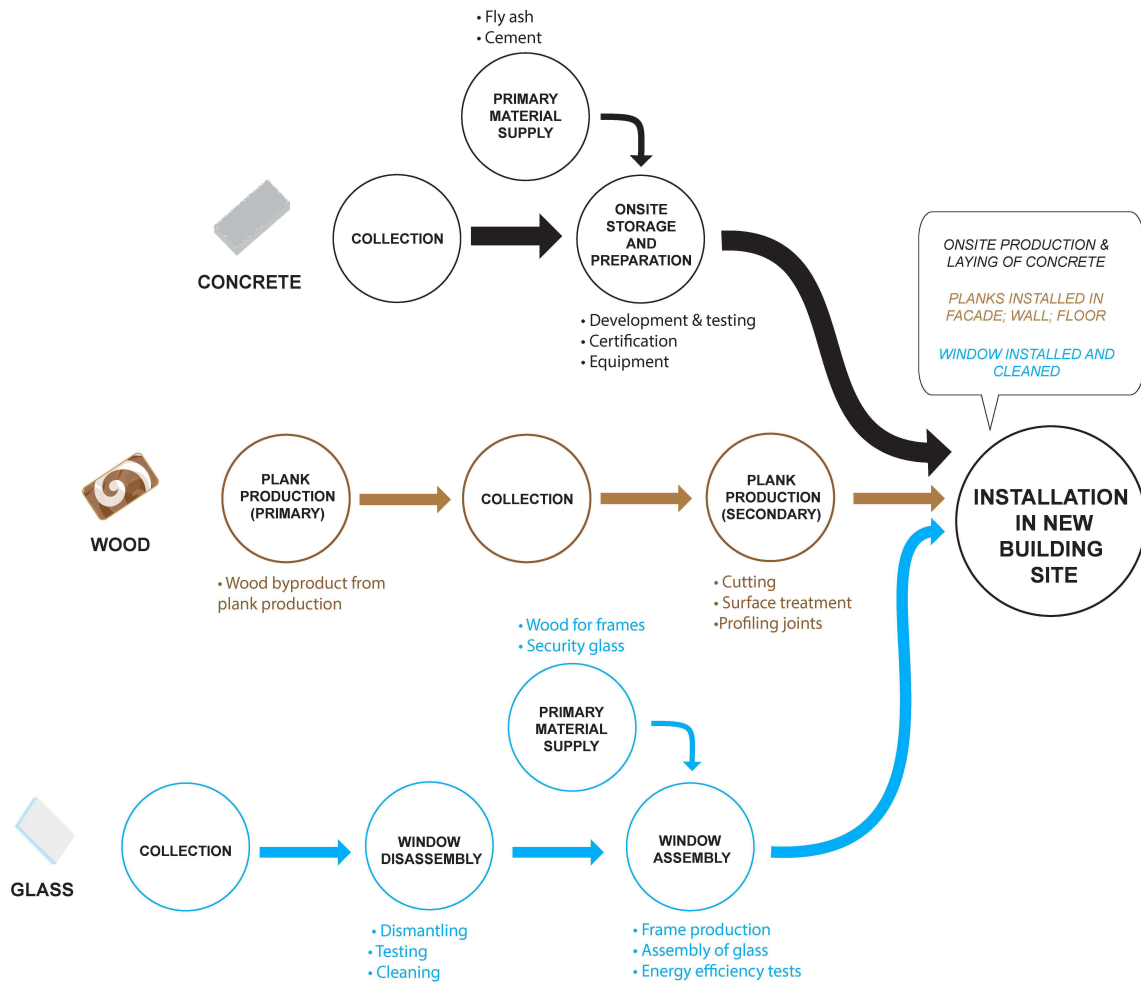 • Fly ash
• Cement
PRIMARY
MATERIAL
SUPPLY
COLLECTION
ONSITE
STORAGE
AND
PREPARATION
CONCRETE
• Development & testing
• Certification
• Equipment
ONSITE PRODUCTION &
LAYING OF CONCRETE
PLANKS INSTALLED IN
FACADE; WALL; FLOOR
WINDOW INSTALLED AND
CLEANED
WOOD
PLANK
PRODUCTION
(PRIMARY)
• Wood byproduct from
plank production
COLLECTION
PLANK
PRODUCTION
(SECONDARY)
• Cutting
• Surface treatment
•Profiling joints
INSTALLATION
IN NEW
BUILDING
SITE
• Wood for frames
• Security glass
PRIMARY
MATERIAL
SUPPLY
GLASS
COLLECTION
WINDOW
DISASSEMBLY
• Dismantling
• Testing
• Cleaning
WINDOW
ASSEMBLY
• Frame production
• Assembly of glass
• Energy efficiency tests